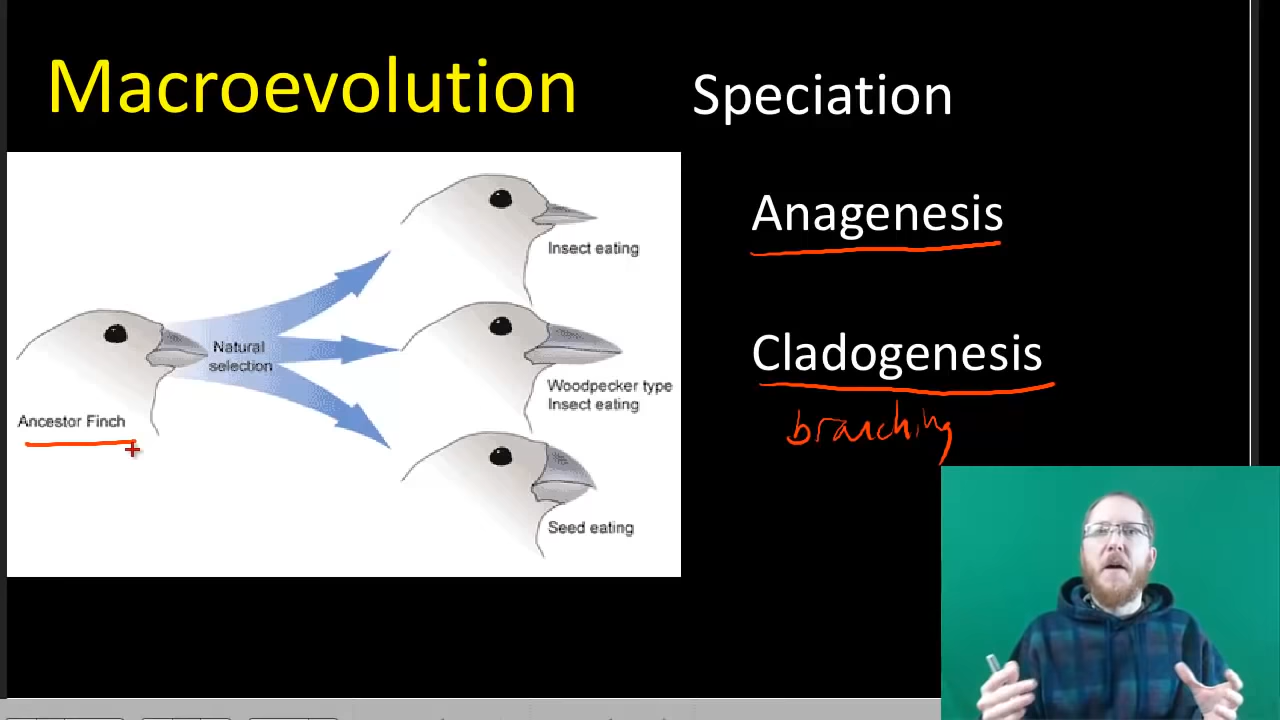 Macroevolution
Speciation
Anagenesis
Cladogenesis
branching
Ancestor Finch
Natural
selection
Insect eating
Woodpecker type
Insect eating
Seed eating